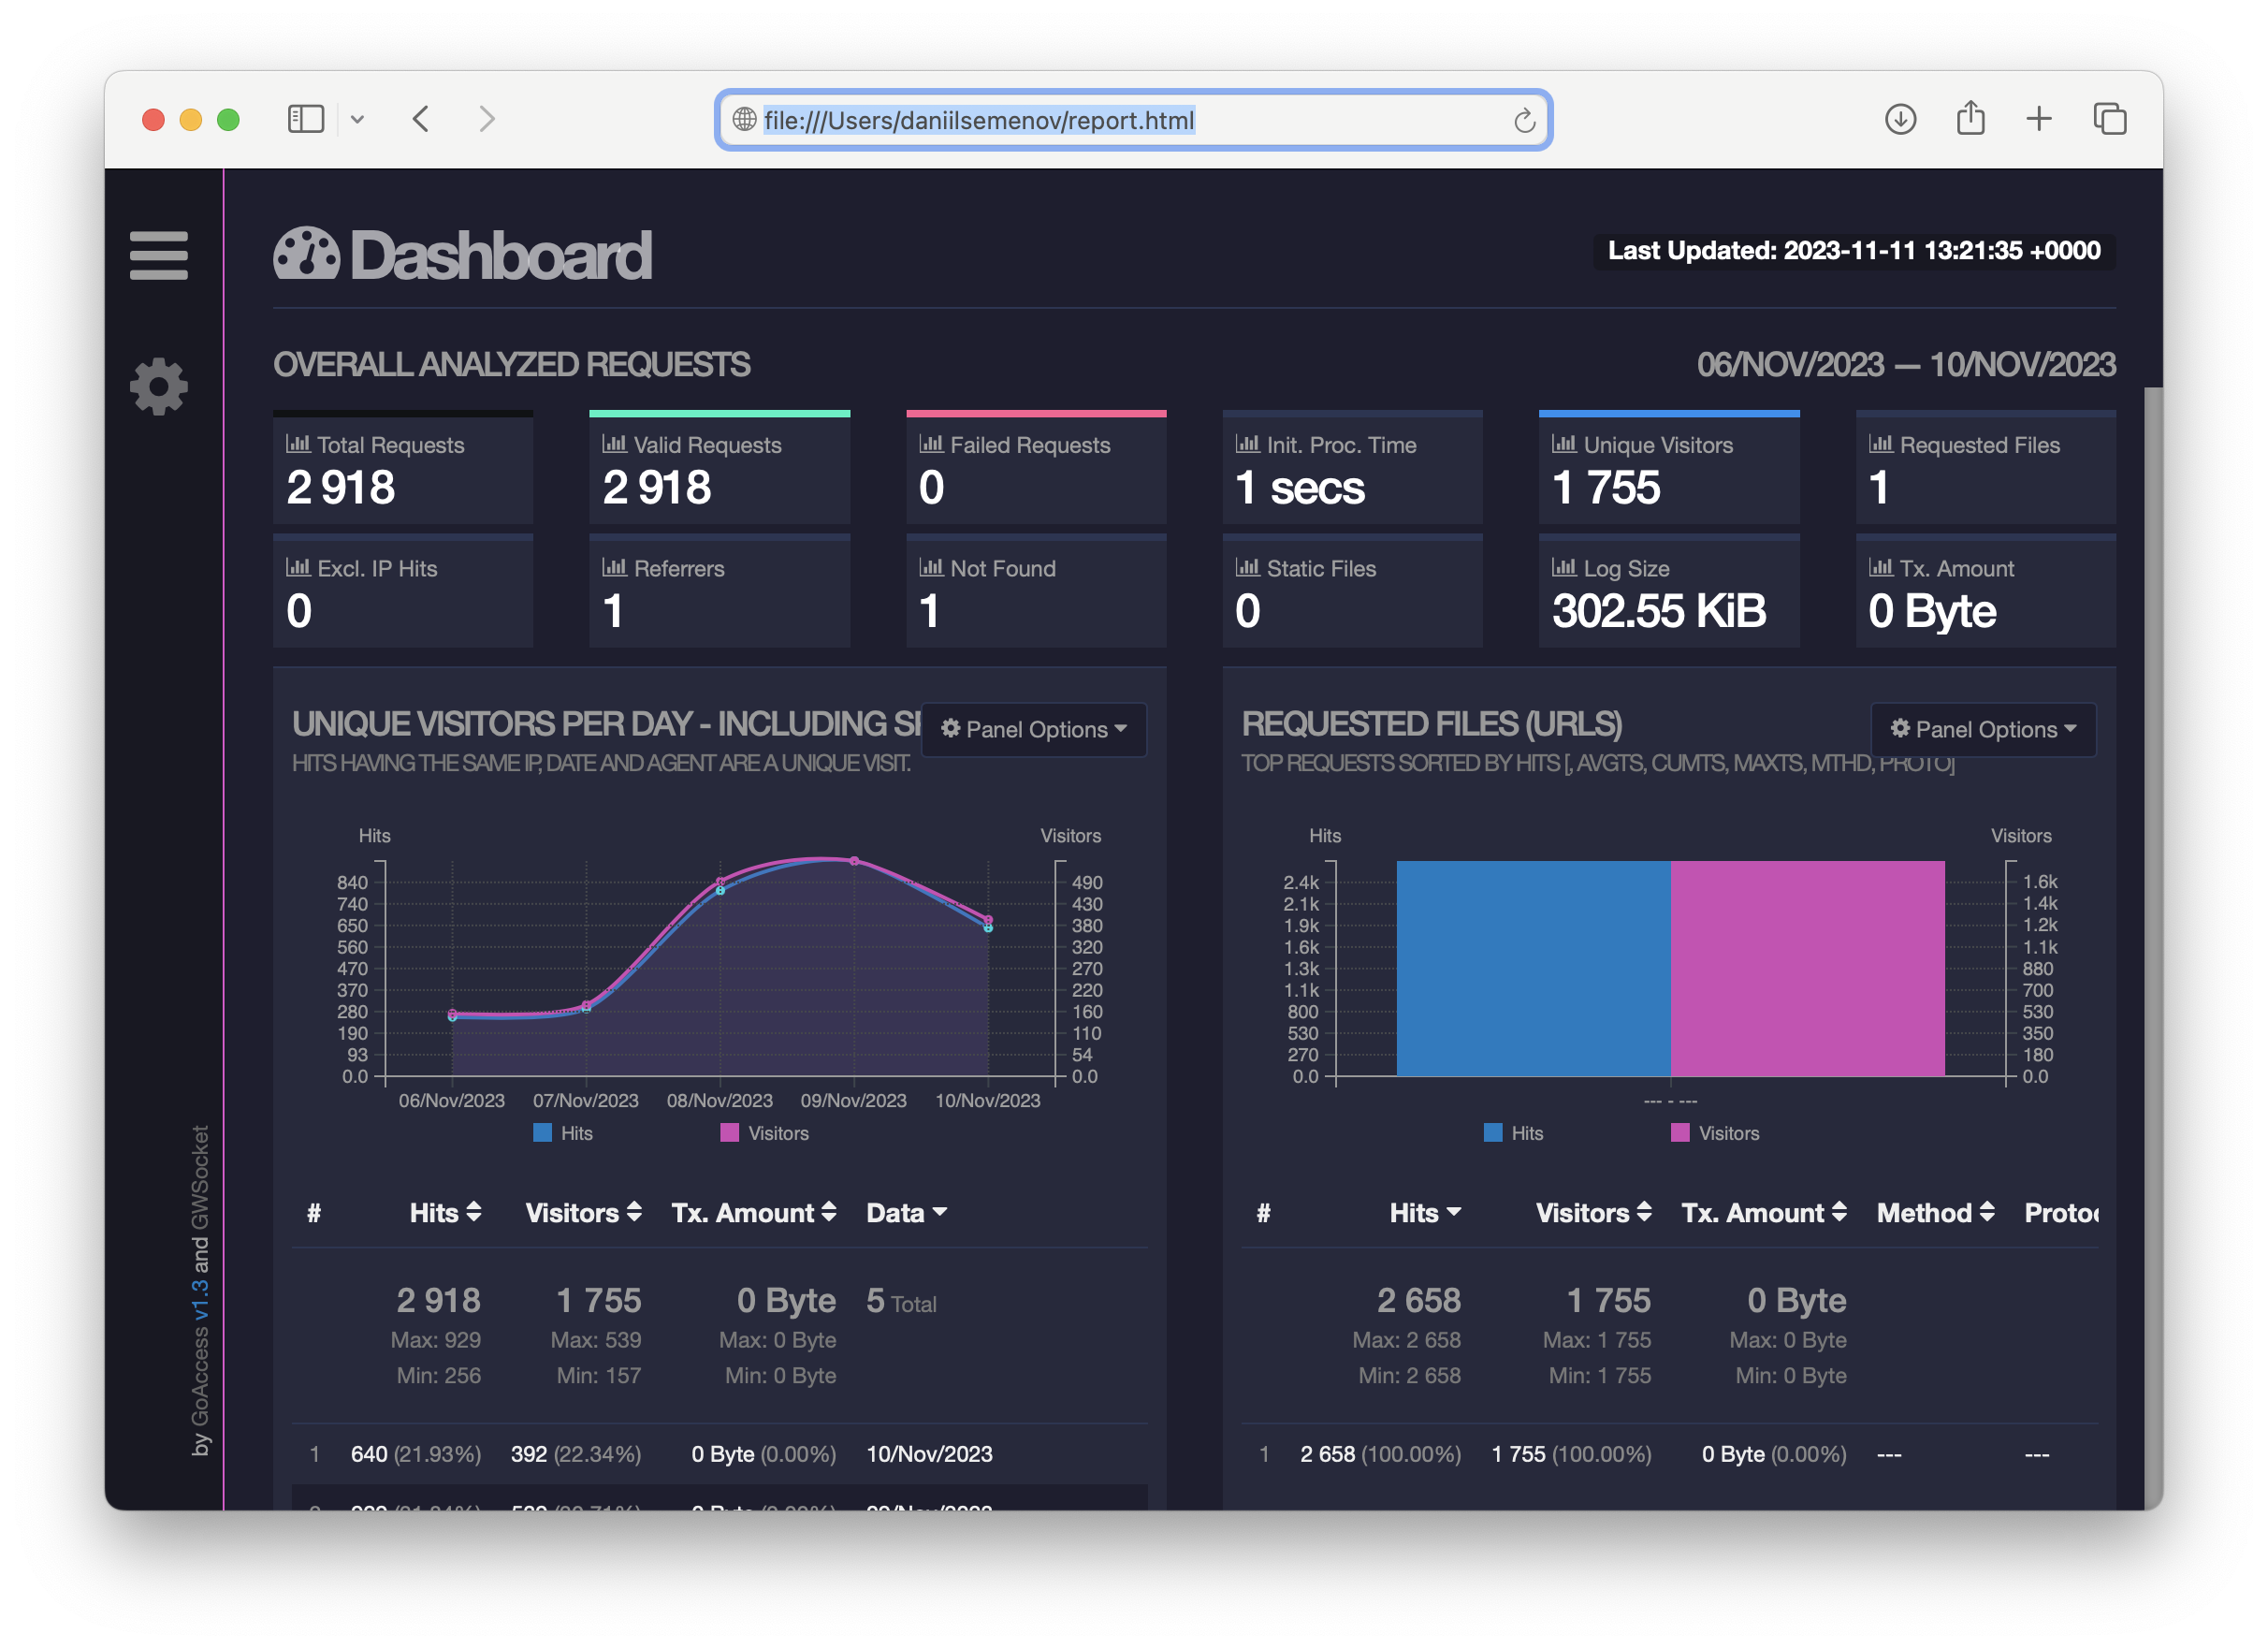 file:///Users/daniilsemenov/report.html
Dashboard
Last Updated: 2023-11-11 13:21:35 +0000
OVERALL ANALYZED REQUESTS
06/NOV/2023 — 10/NOV/2023
Total Requests
2 918
Valid Requests
2 918
Failed Requests
0
Init. Proc. Time
1 secs
Unique Visitors
1 755
Requested Files
1
Excl. IP Hits
0
Referrers
1
Not Found
1
Static Files
0
Log Size
302.55 KiB
Tx. Amount
0 Byte
UNIQUE VISITORS PER DAY - INCLUDING
Panel Options
HITS HAVING THE SAME IP, DATE AND AGENT ARE A UNIQUE VISIT.
Hits
Visitors
840
740
650
560
470
370
280
190
93
0.0
490
430
380
320
270
220
160
110
54
0.0
06/Nov/2023 07/Nov/2023 08/Nov/2023 09/Nov/2023 10/Nov/2023
Hits Visitors
# Hits Visitors Tx. Amount Data
2 918 1 755 0 Byte 5 Total
Max: 929 Max: 539 Max: 0 Byte
Min: 256 Min: 157 Min: 0 Byte
1 640 (21.93%) 392 (22.34%) 0 Byte (0.00%) 10/Nov/2023
REQUESTED FILES (URLS)
Panel Options
TOP REQUESTS SORTED BY HITS [, AVGTS, CUMTS, MAXTS, MTHD, PROTO]
Hits
Visitors
2.4k
2.1k
1.9k
1.6k
1.3k
1.1k
800
530
270
0.0
1.6k
1.4k
1.2k
1.1k
880
700
530
350
180
0.0
--- - ---
Hits Visitors
# Hits Visitors Tx. Amount Method Protoc
2 658 1 755 0 Byte
Max: 2 658 Max: 1 755 Max: 0 Byte
Min: 2 658 Min: 1 755 Min: 0 Byte
1 2 658 (100.00%) 1 755 (100.00%) 0 Byte (0.00%) --- ---
by GoAccess v1.3 and GWSocket